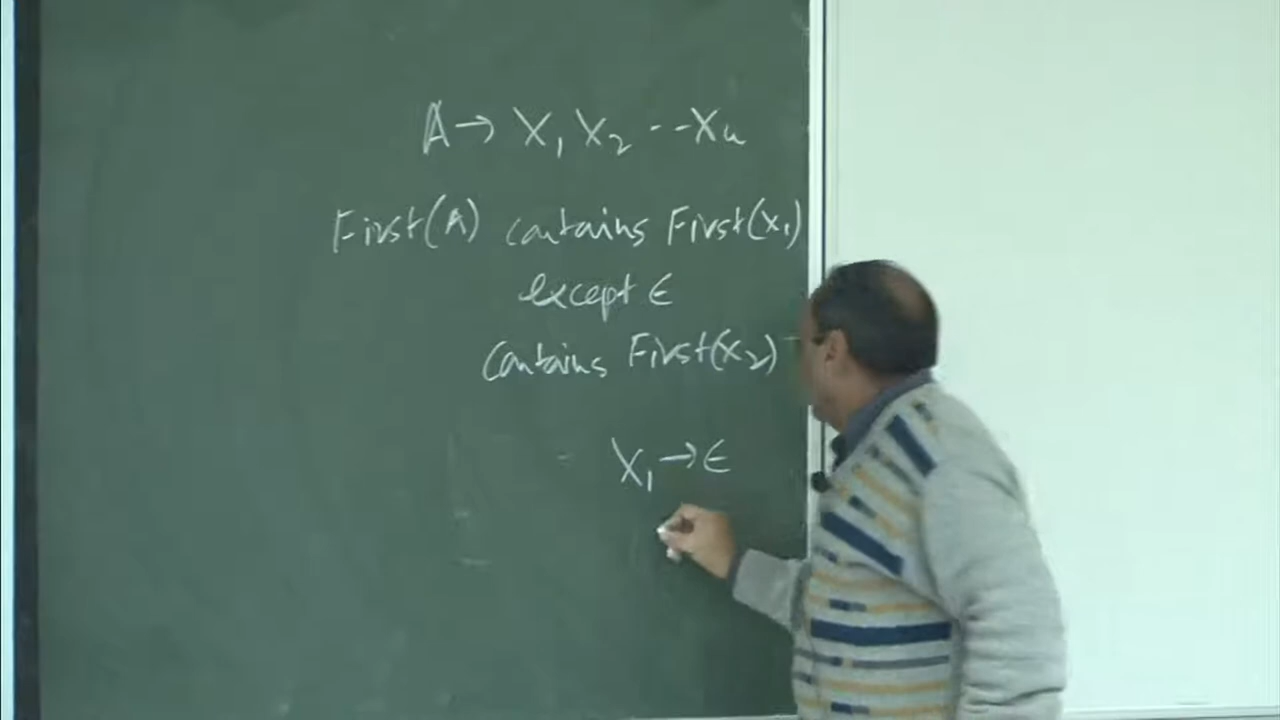 A → X₁ X₂ --- Xn
First(A) contains First(X₁)
except ϵ
contains First(X₂) -
X₁ → ϵ